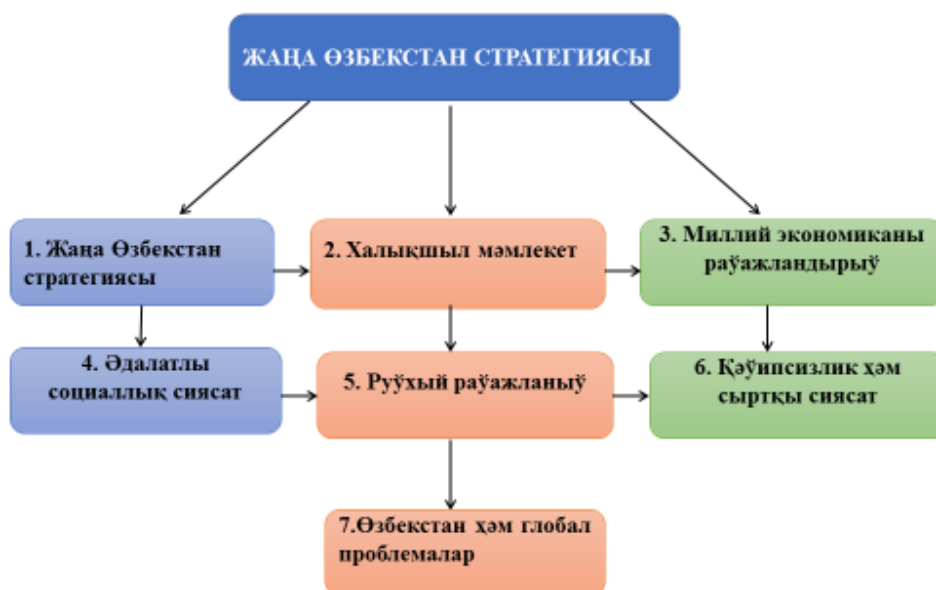 ЖАҢА ӨЗБЕКСТАН СТРАТЕГИЯСЫ
1. Жаңа Өзбекстан
стратегиясы
2. Халықшыл мәмлекет
3. Миллий экономиканы
раўажландырыў
4. Әдалатлы
социаллық сиясат
5. Руўхый раўажланыў
6. Қәўипсизлик ҳәм
сыртқы сиясат
7.Өзбекстан ҳәм глобал
проблемалар